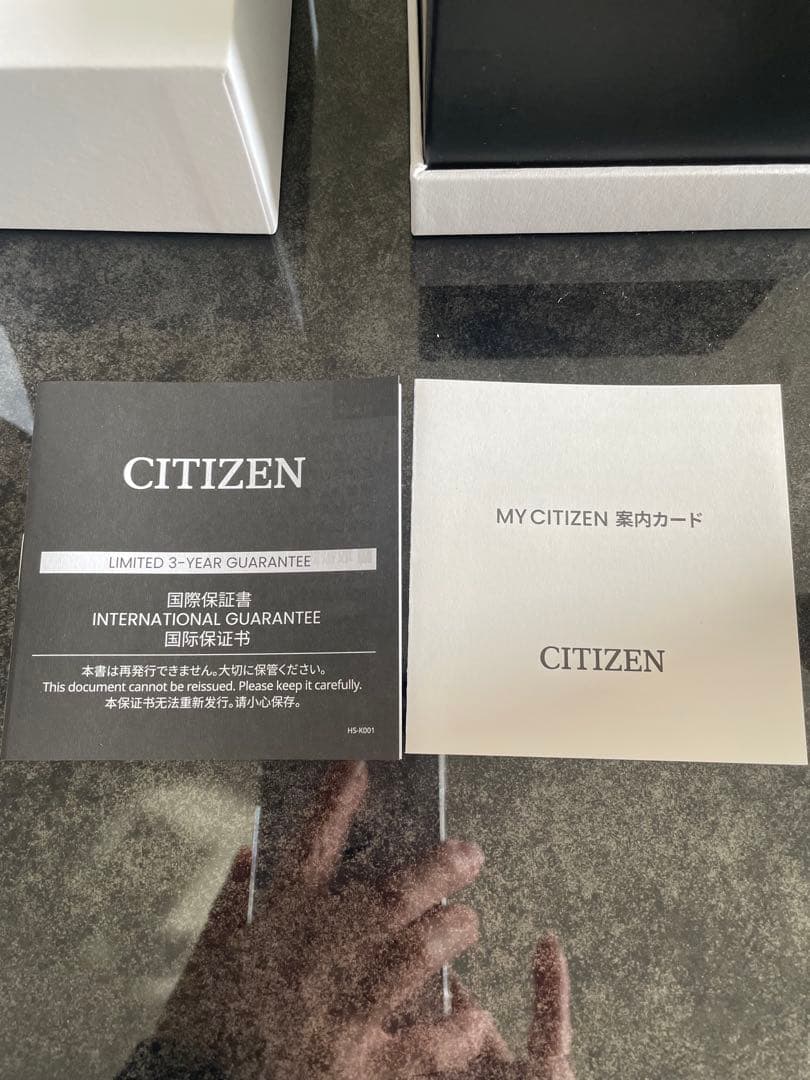 CITIZEN
LIMITED 3-YEAR GUARANTEE
国際保証書
INTERNATIONAL GUARANTEE
国际保证书
本書は再発行できません。大切に保管ください。
This document cannot be reissued. Please keep it carefully.
本保证书无法重新发行。请小心保存。
HS-K001
MY CITIZEN 案内カード
CITIZEN